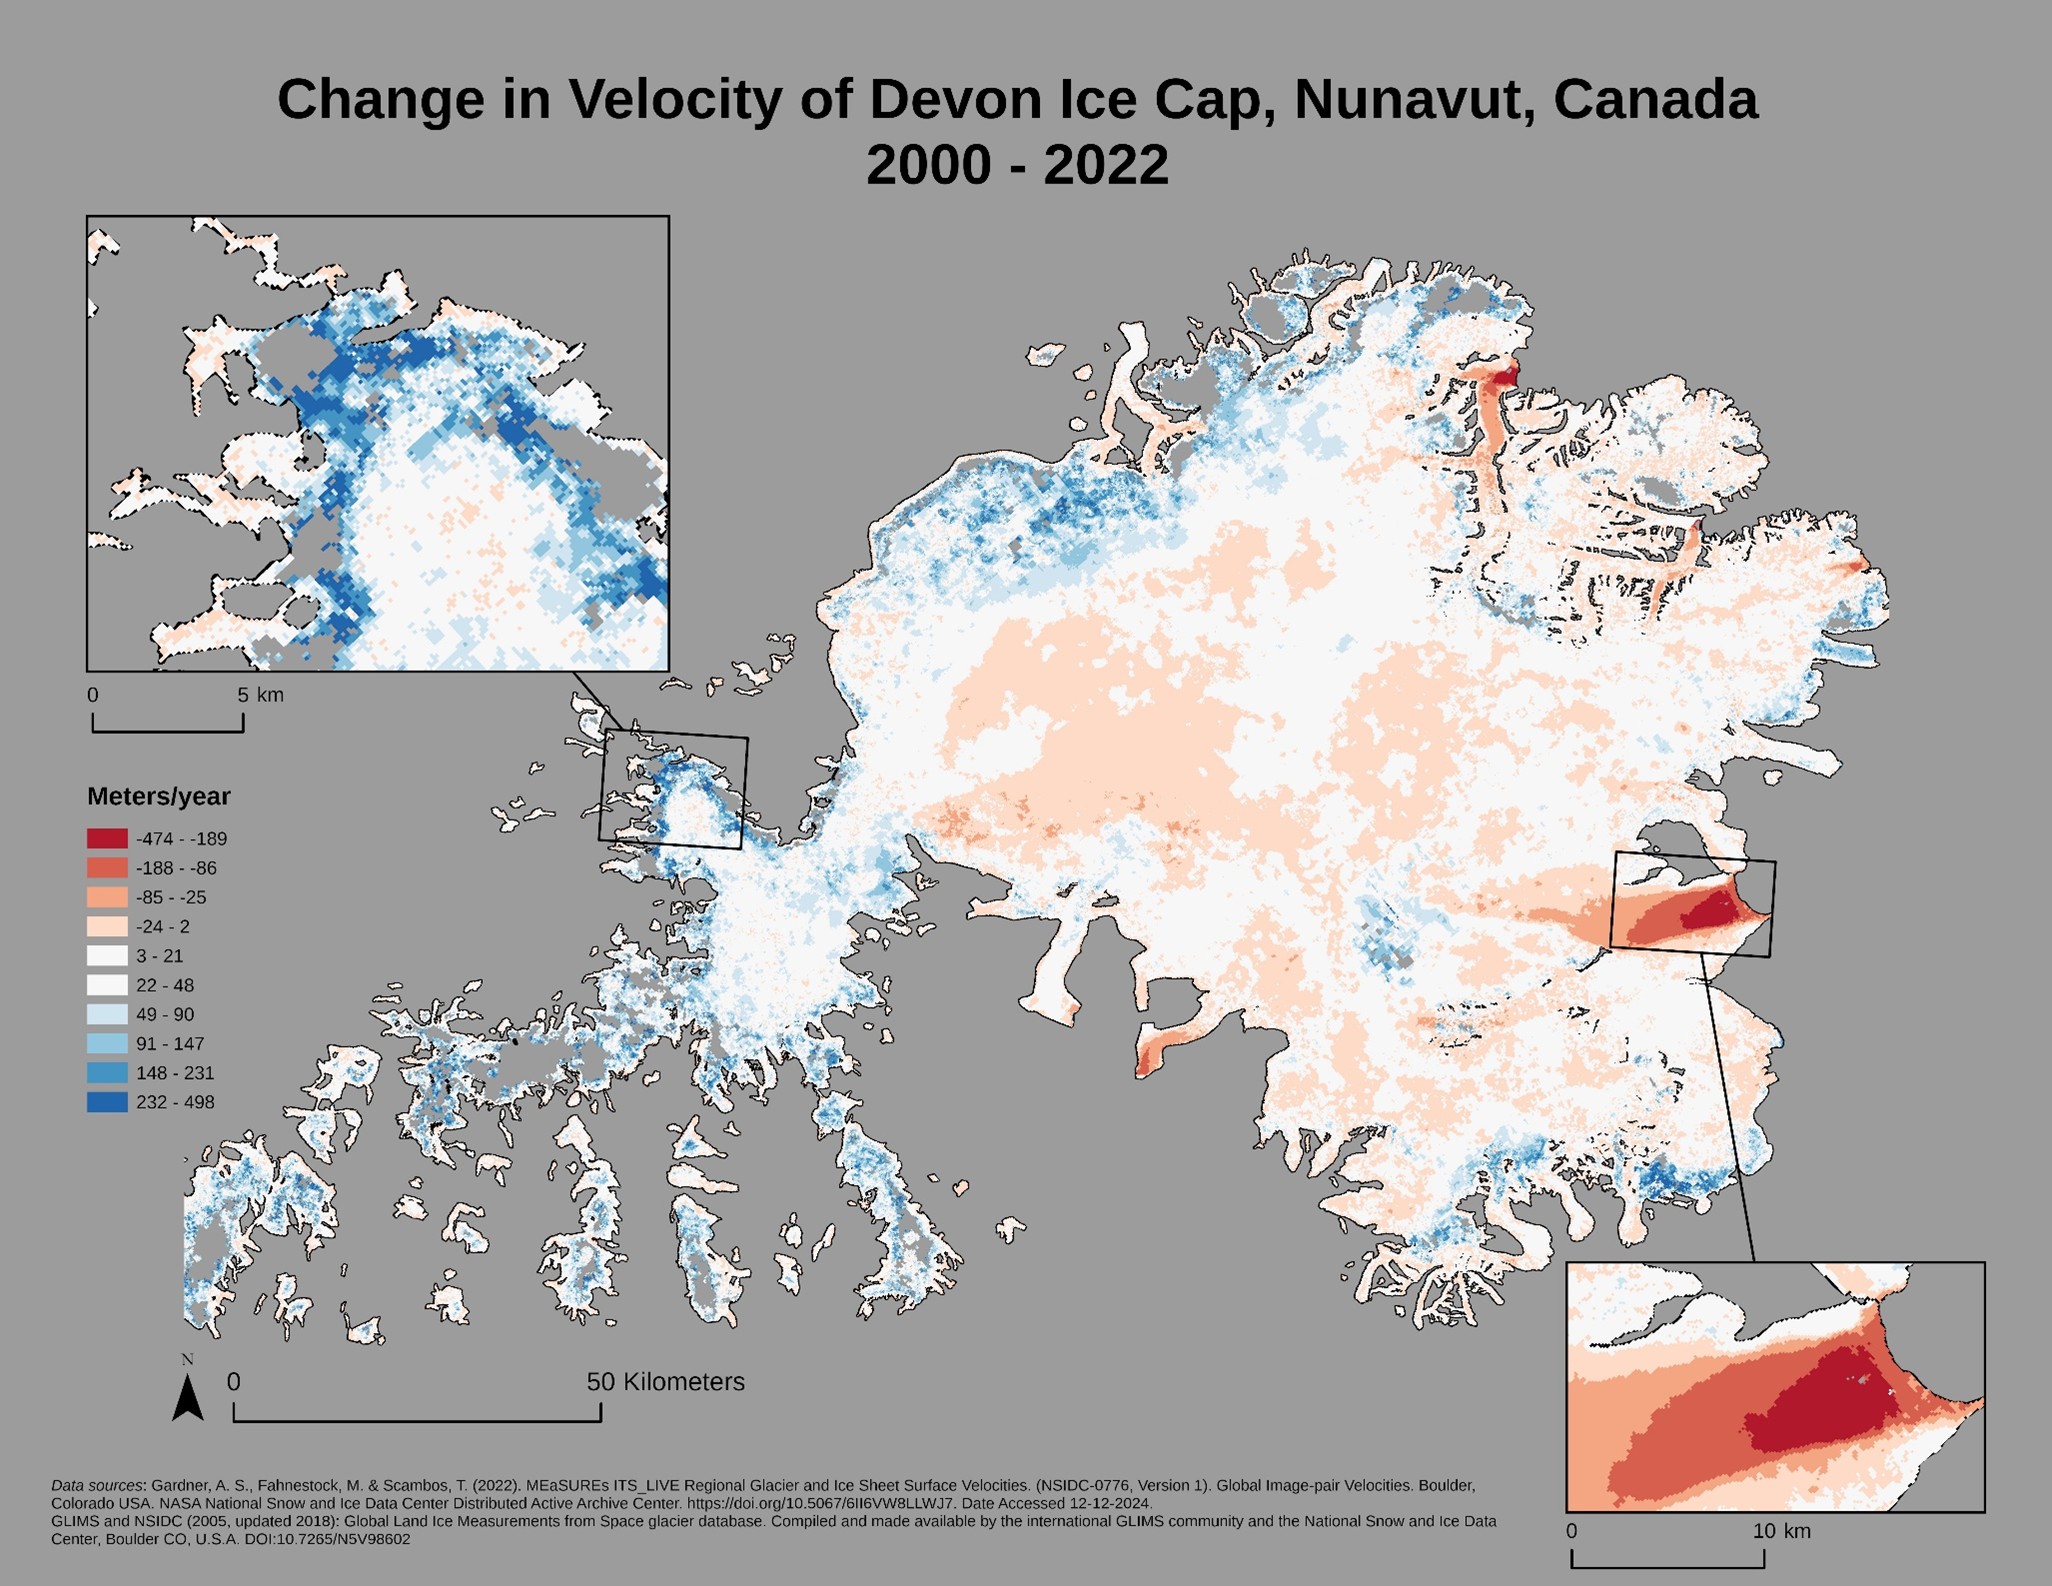 Change in Velocity of Devon Ice Cap, Nunavut, Canada
2000 - 2022
0 5 km
Meters/year
-474 - -189
-188 - -86
-85 - -25
-24 - 2
3 - 21
22 - 48
49 - 90
91 - 147
148 - 231
232 - 498
N
0 50 Kilometers
Data sources: Gardner, A. S., Fahnestock, M. & Scambos, T. (2022). MEaSUREs ITS_LIVE Regional Glacier and Ice Sheet Surface Velocities. (NSIDC-0776, Version 1). Global Image-pair Velocities. Boulder,
Colorado USA. NASA National Snow and Ice Data Center Distributed Active Archive Center. https://doi.org/10.5067/6II6VW8LLWJ7. Date Accessed 12-12-2024.
GLIMS and NSIDC (2005, updated 2018): Global Land Ice Measurements from Space glacier database. Compiled and made available by the international GLIMS community and the National Snow and Ice Data
Center, Boulder CO, U.S.A. DOI:10.7265/N5V98602
0 10 km